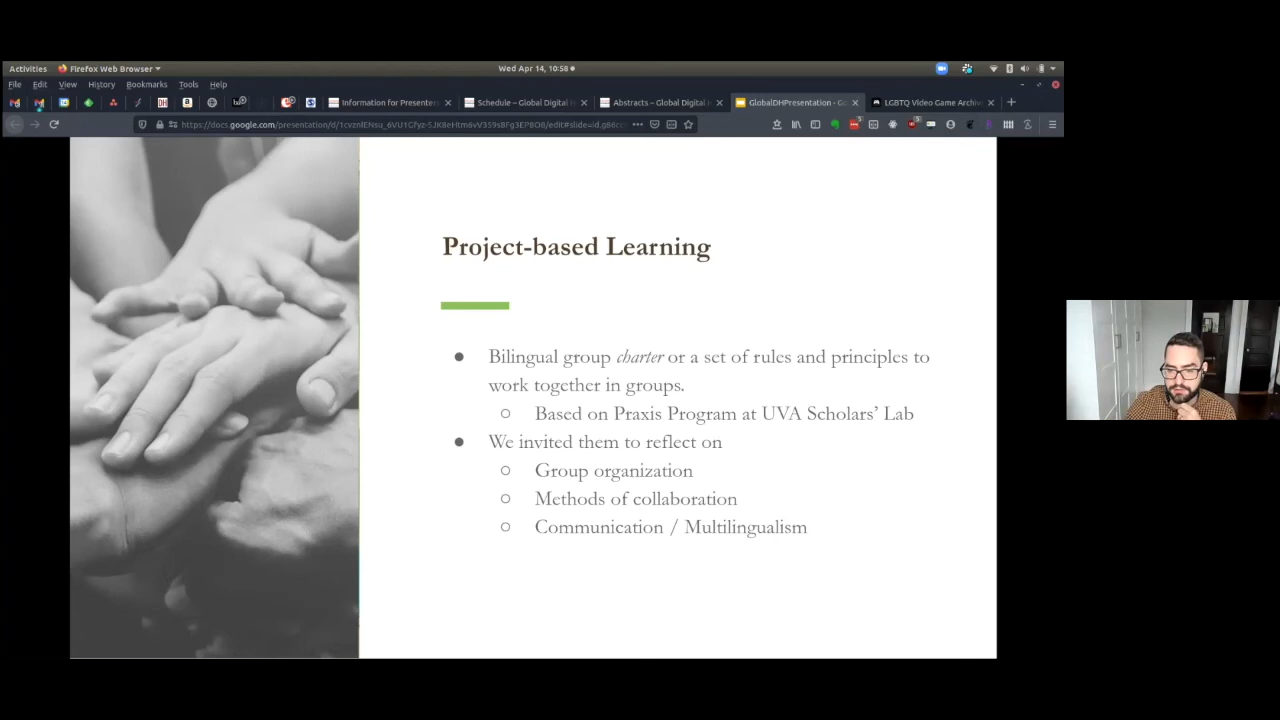 Activities
Firefox Web Browser
Wed Apr 14, 10:58
File Edit View History Bookmarks Tools Help
Information for Presenter
Schedule – Global Digital H
Abstracts – Global Digital H
GlobalDHPresentation - Go
LGBTQ Video Game Archiv
Project-based Learning
Bilingual group charter or a set of rules and principles to
work together in groups.
Based on Praxis Program at UVA Scholars’ Lab
We invited them to reflect on
Group organization
Methods of collaboration
Communication / Multilingualism